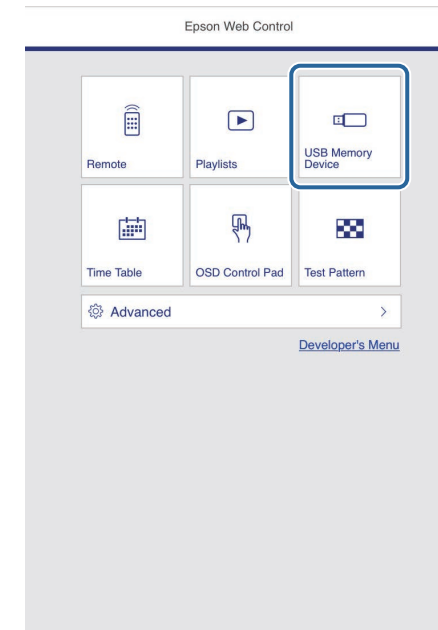 Epson Web Control
Remote
Playlists
USB Memory
Device
Time Table
OSD Control Pad
Test Pattern
Advanced
Developer's Menu